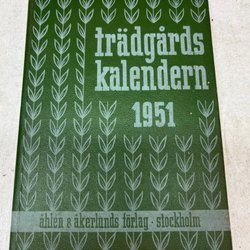 trädgårds
kalendern
1951
åhlén & åkerlunds förlag · stockholm